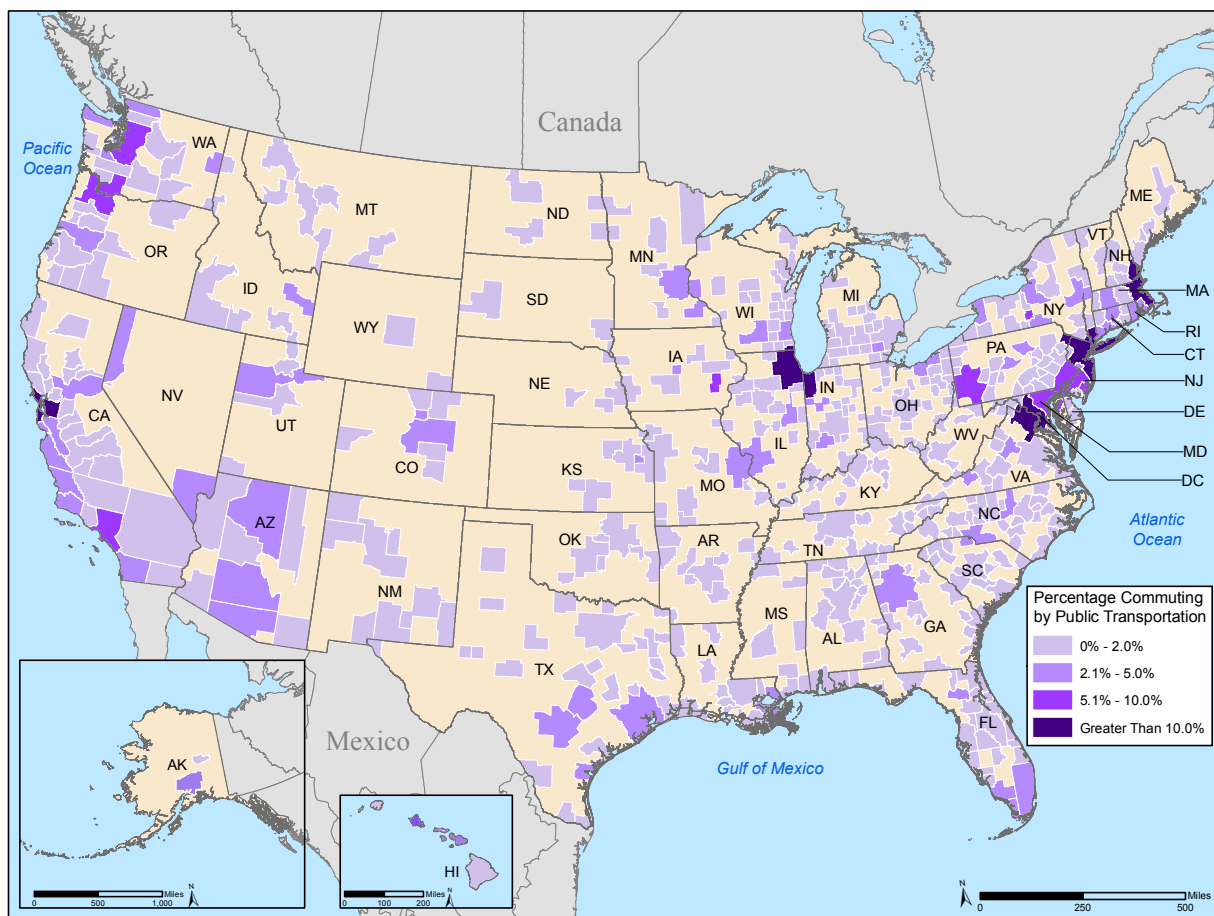 Canada
Pacific
Ocean
WA
MT
ND
MN
ME
VT
NH
OR
ID
SD
WI
MI
NY
MA
RI
WY
IA
PA
CT
NJ
NV
NE
IN
OH
DE
CA
UT
CO
IL
WV
MD
KS
MO
KY
VA
DC
AZ
NM
OK
AR
TN
NC
SC
Atlantic
Ocean
MS
AL
GA
LA
TX
FL
Percentage Commuting
by Public Transportation
0% - 2.0%
2.1% - 5.0%
5.1% - 10.0%
Greater Than 10.0%
Mexico
Gulf of Mexico
AK
HI
0 500 1,000 Miles
N
0 100 200 Miles
N
N
0 250 500 Miles